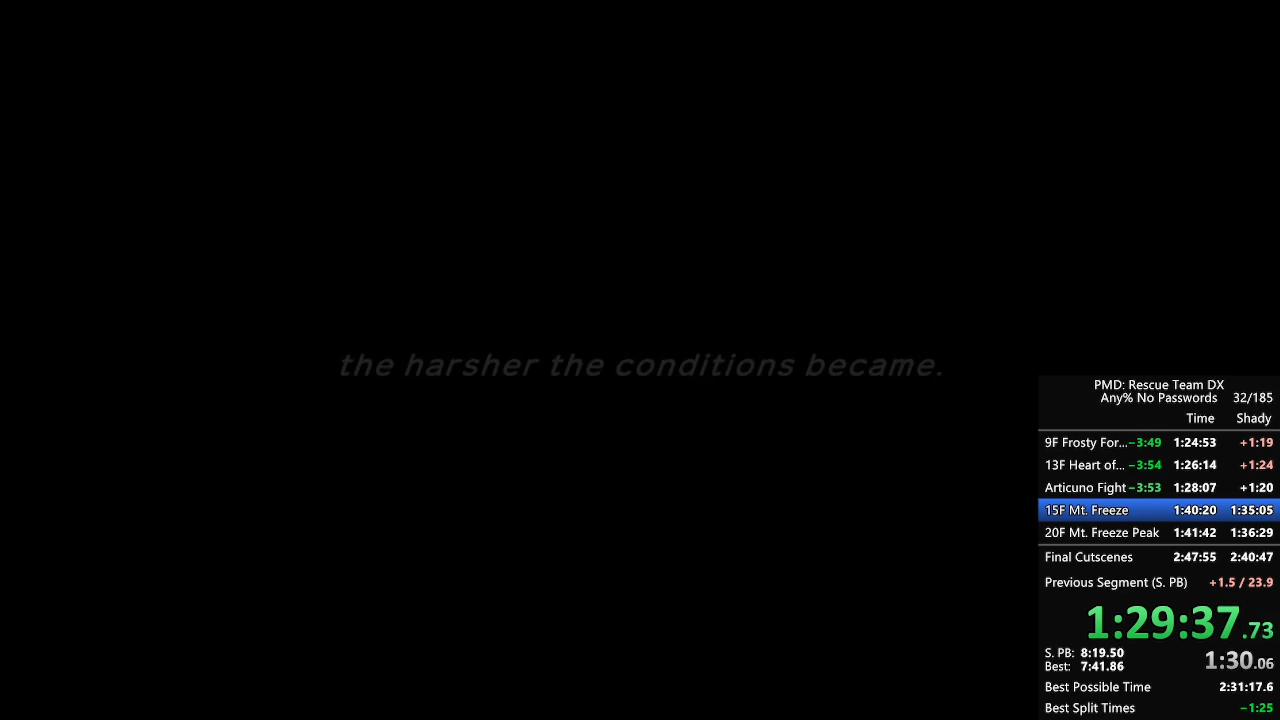 the harsher the conditions became.
PMD: Rescue Team DX
Any% No Passwords 32/185
Time Shady
9F Frosty For... −3:49 1:24:53 +1:19
13F Heart of... −3:54 1:26:14 +1:24
Articuno Fight −3:53 1:28:07 +1:20
15F Mt. Freeze 1:40:20 1:35:05
20F Mt. Freeze Peak 1:41:42 1:36:29
Final Cutscenes 2:47:55 2:40:47
Previous Segment (S. PB) +1.5 / 23.9
1:29:37.73
S. PB: 8:19.50 1:30.06
Best: 7:41.86
Best Possible Time 2:31:17.6
Best Split Times −1:25